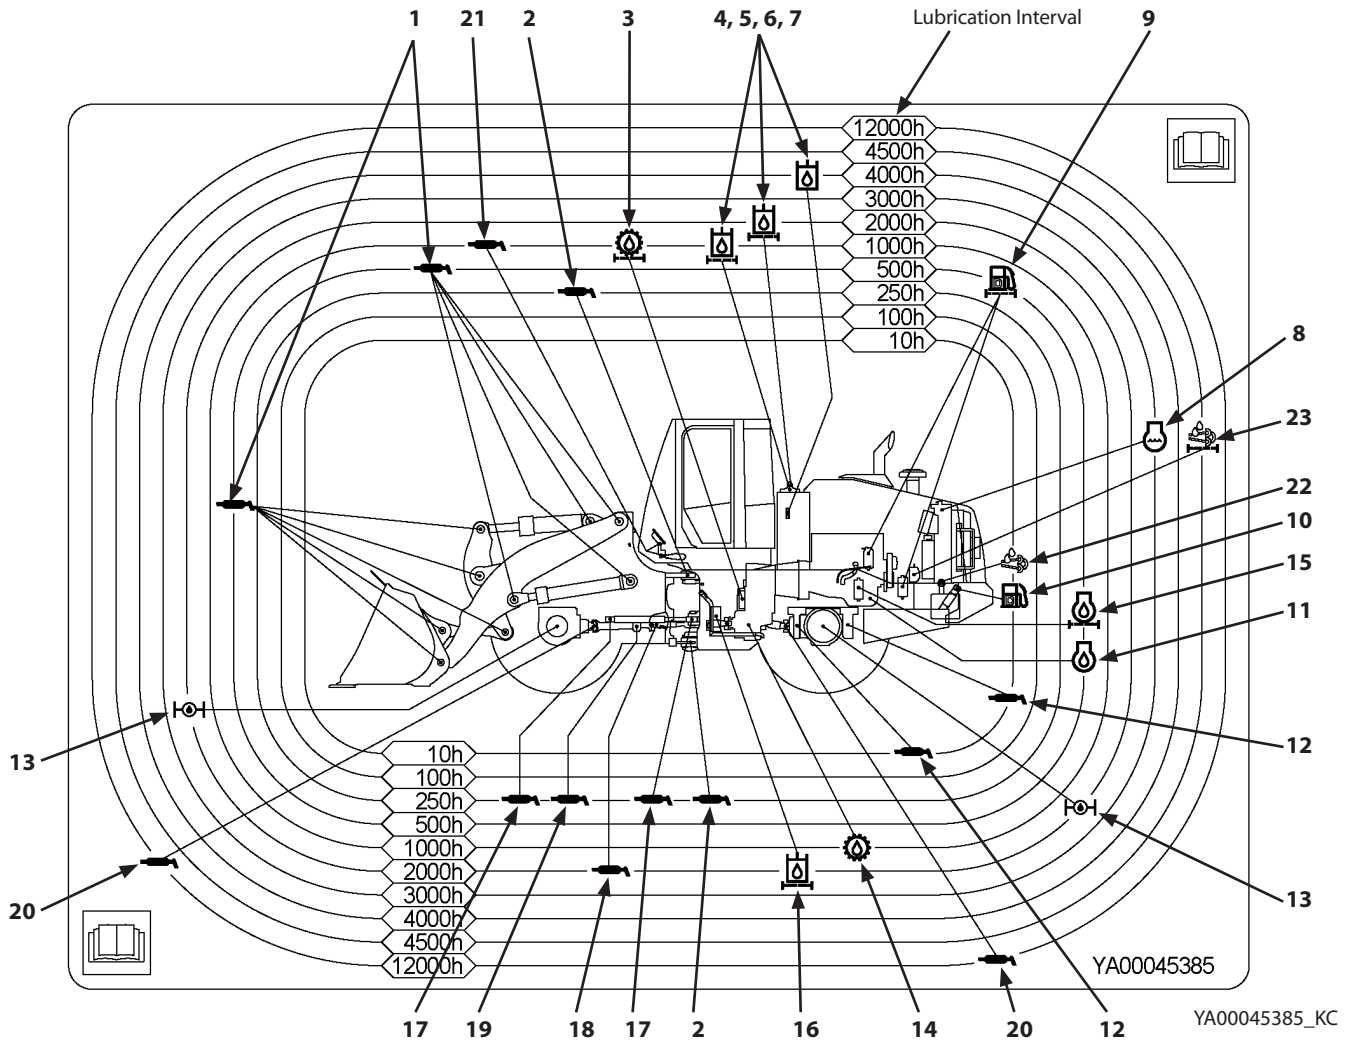 1 21 2 3 4, 5, 6, 7 Lubrication Interval 9
12000h
4500h
4000h
3000h
2000h
1000h
500h
250h
100h
10h
8
23
22
10
15
11
12
13
13
20
10h
100h
250h
500h
1000h
2000h
3000h
4000h
4500h
12000h
YA00045385
17 19 18 17 2 16 14 20 12
YA00045385_KC